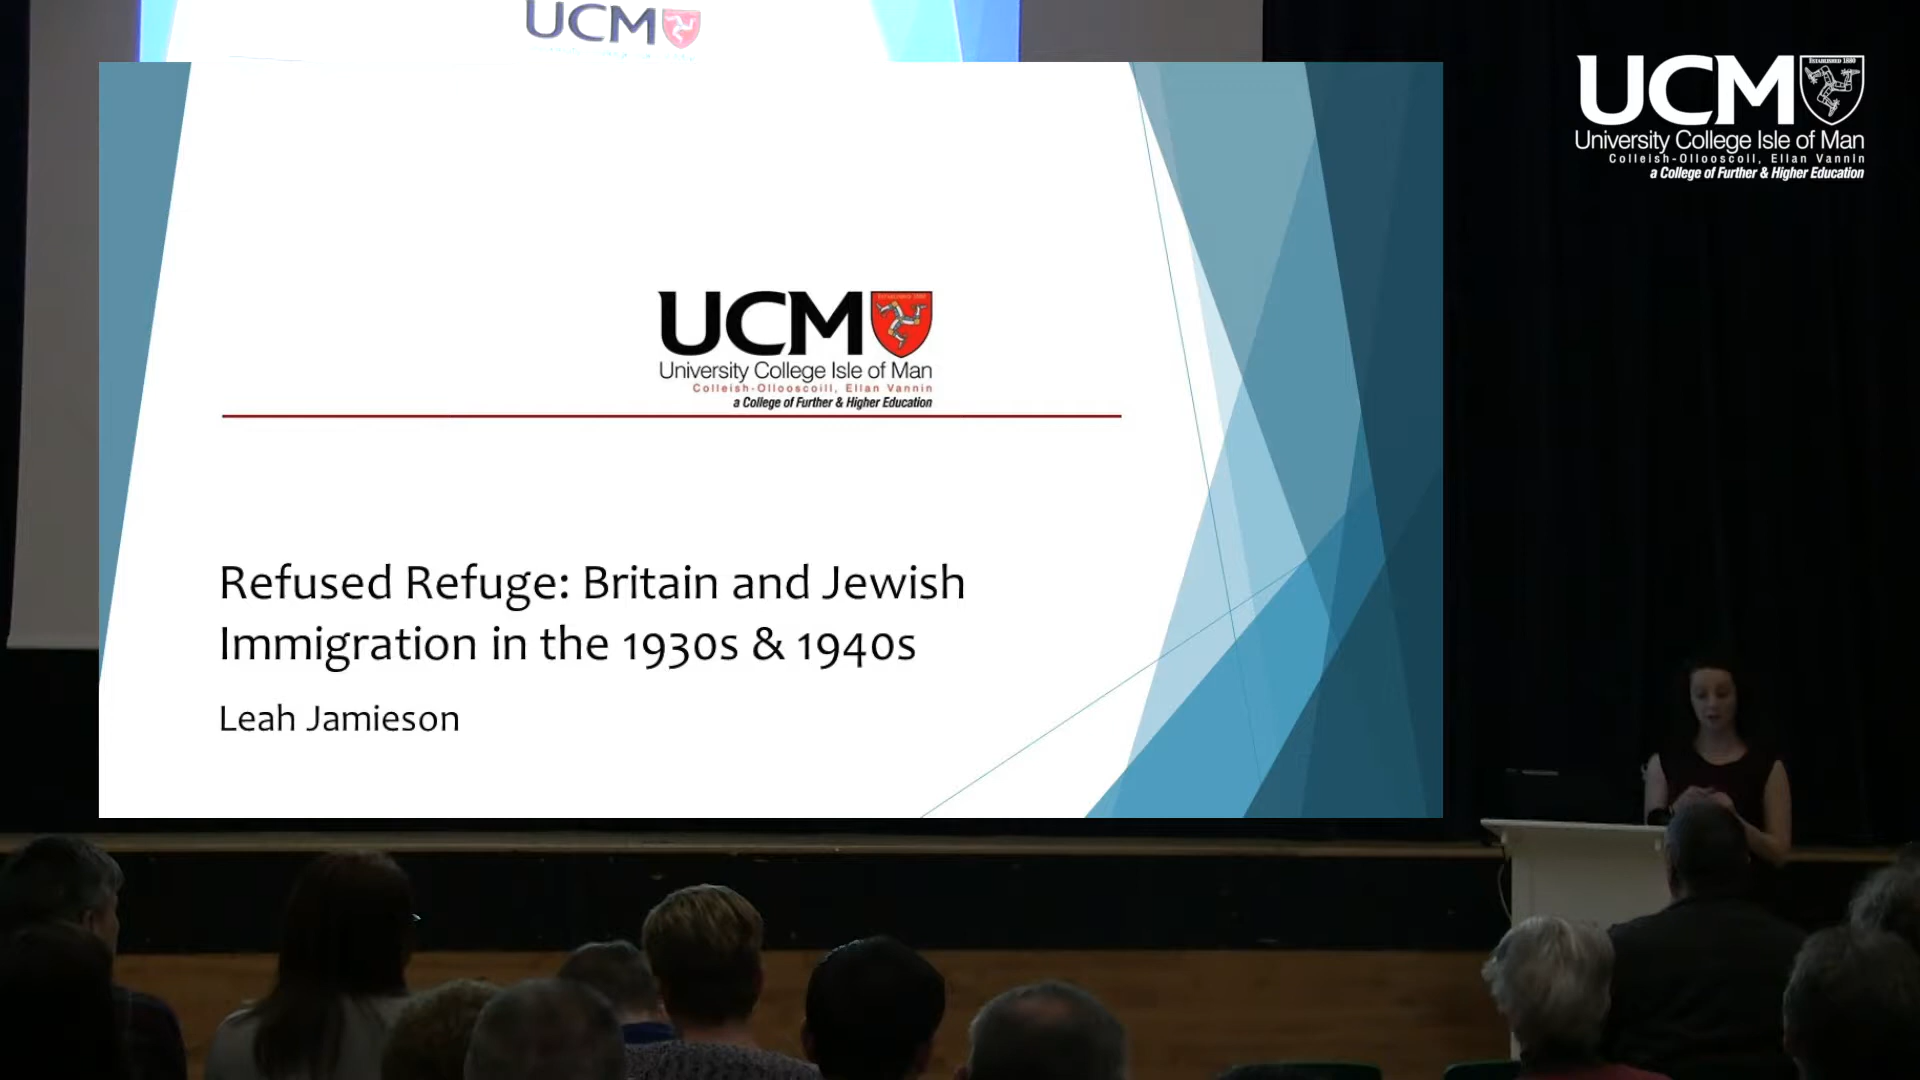 UCM
UCM
ESTABLISHED 1880
University College Isle of Man
Colleish-Ollooscoill, Ellan Vannin
a College of Further & Higher Education
UCM
University College Isle of Man
Colleish-Ollooscoill, Ellan Vannin
a College of Further & Higher Education
Refused Refuge: Britain and Jewish
Immigration in the 1930s & 1940s
Leah Jamieson